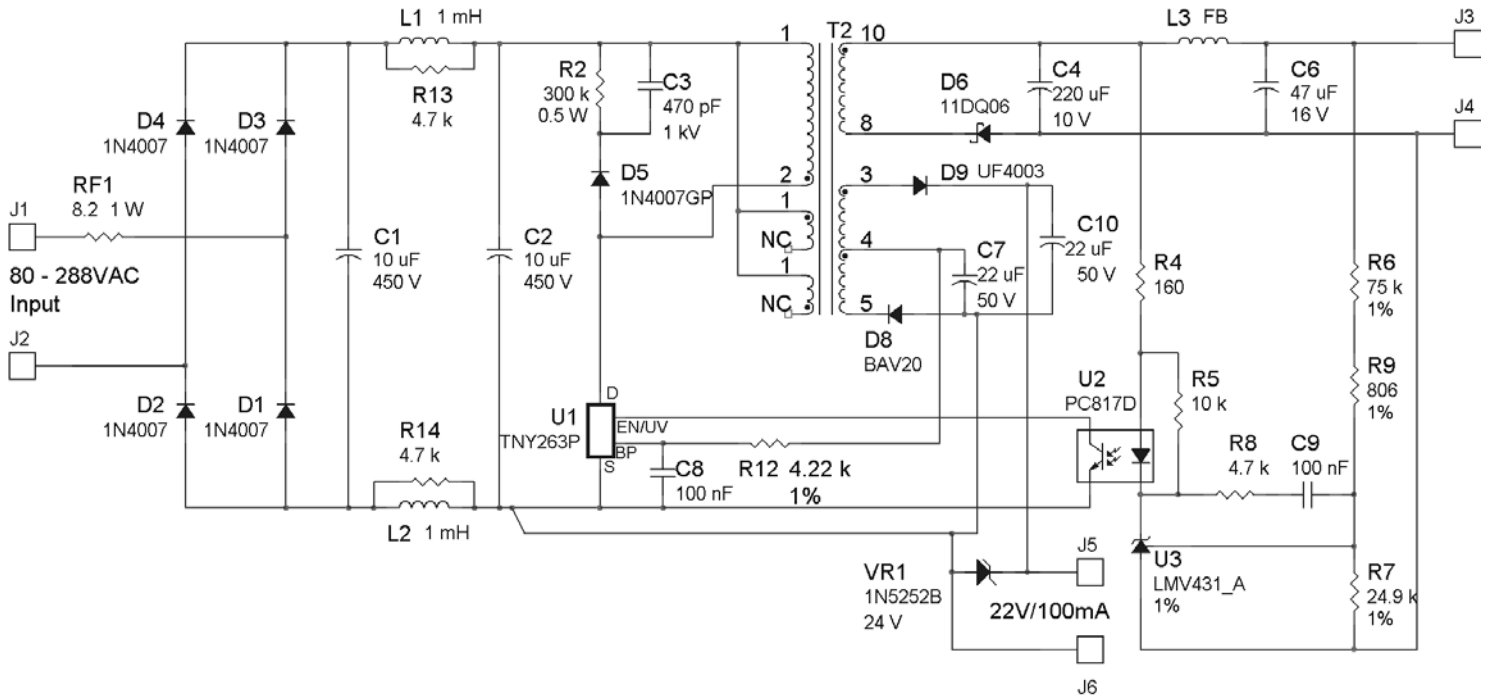 L1 1 mH
R13
4.7 k
R2
300 k
0.5 W
C3
470 pF
1 kV
1
T2
10
L3 FB
J3
D4
1N4007
D3
1N4007
D6
11DQ06
C4
220 uF
10 V
C6
47 uF
16 V
J4
8
RF1
8.2 1 W
D5
1N4007GP
2
3
D9 UF4003
J1
1
C10
22 uF
50 V
80 - 288VAC
Input
C1
10 uF
450 V
C2
10 uF
450 V
NC
4
C7
22 uF
50 V
R4
160
R6
75 k
1%
1
NC
5
J2
D8
BAV20
R9
806
1%
D2
1N4007
D1
1N4007
R14
4.7 k
U1
TNY263P
D
EN/UV
BP
S
U2
PC817D
R5
10 k
R8
4.7 k
C9
100 nF
C8
100 nF
R12 4.22 k
1%
L2 1 mH
VR1
1N5252B
24 V
J5
22V/100mA
U3
LMV431_A
1%
R7
24.9 k
1%
J6